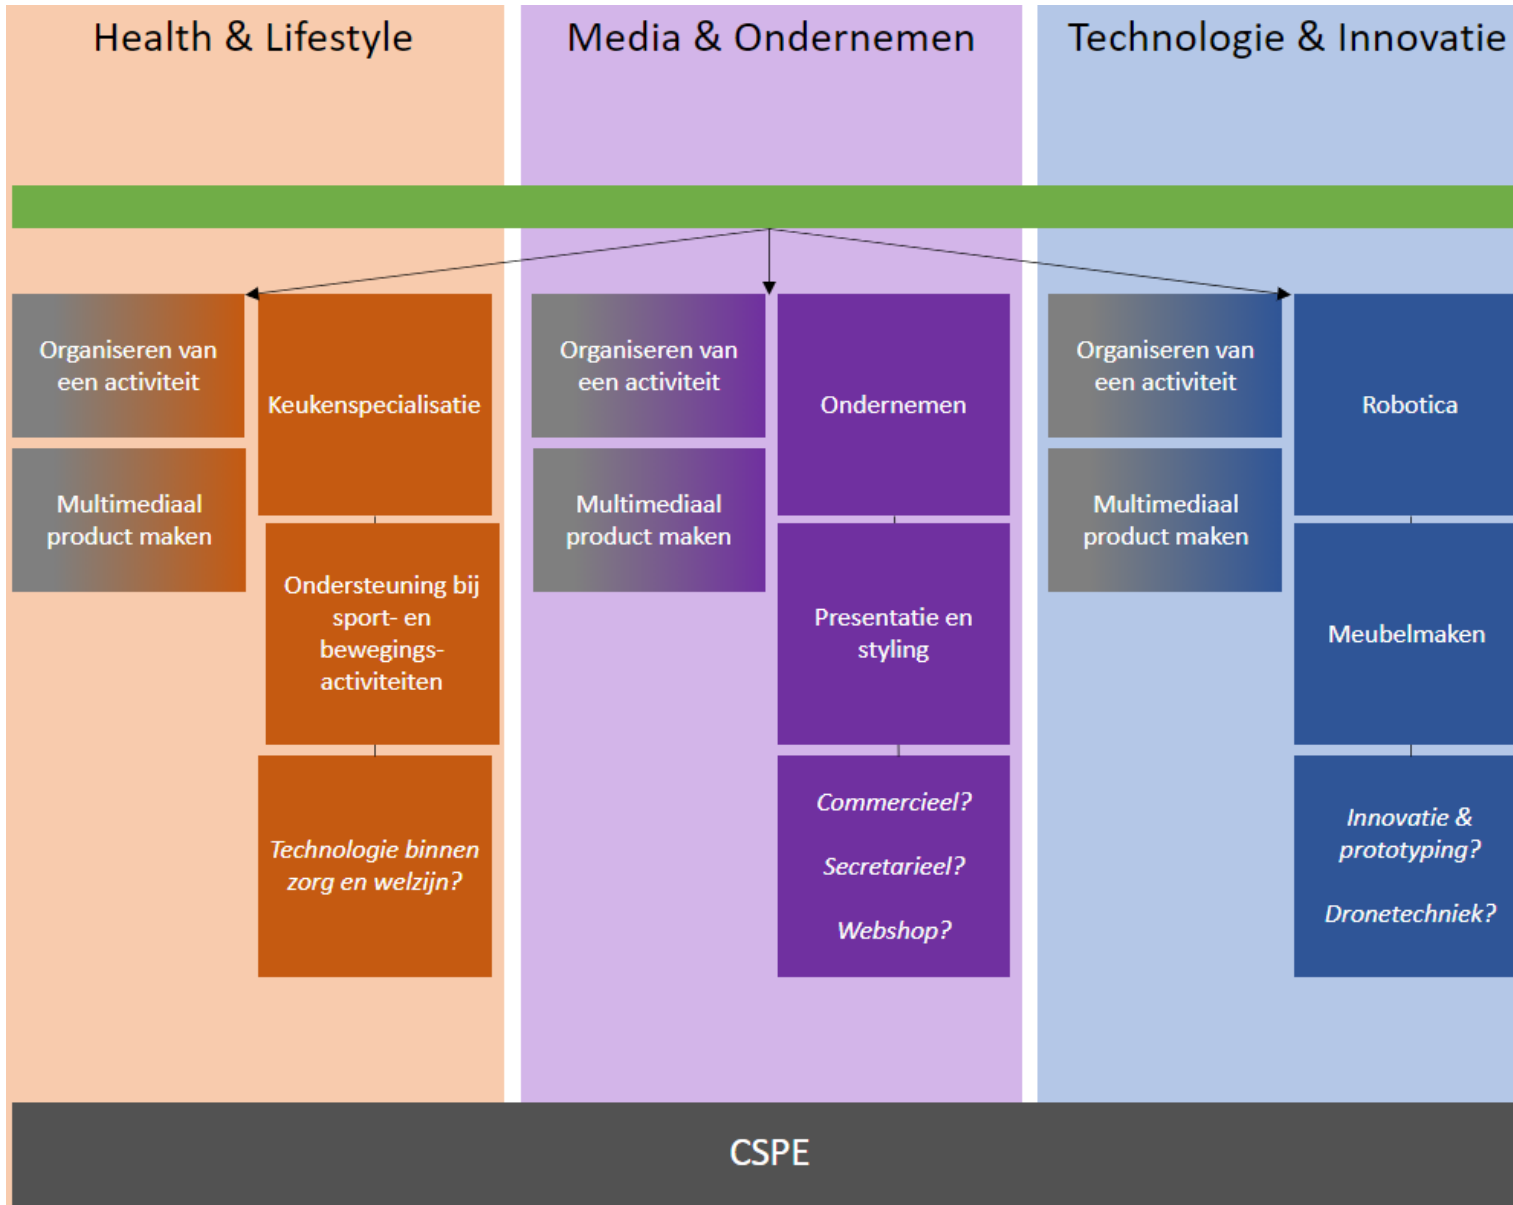 Health & Lifestyle
Media & Ondernemen
Technologie & Innovatie
Organiseren van
een activiteit
Multimediaal
product maken
Keukenspecialisatie
Ondersteuning bij
sport- en
bewegings-
activiteiten
Technologie binnen
zorg en welzijn?
Organiseren van
een activiteit
Multimediaal
product maken
Ondernemen
Presentatie en
styling
Commercieel?
Secretarieel?
Webshop?
Organiseren van
een activiteit
Multimediaal
product maken
Robotica
Meubelmaken
Innovatie &
prototyping?
Dronetechniek?
CSPE